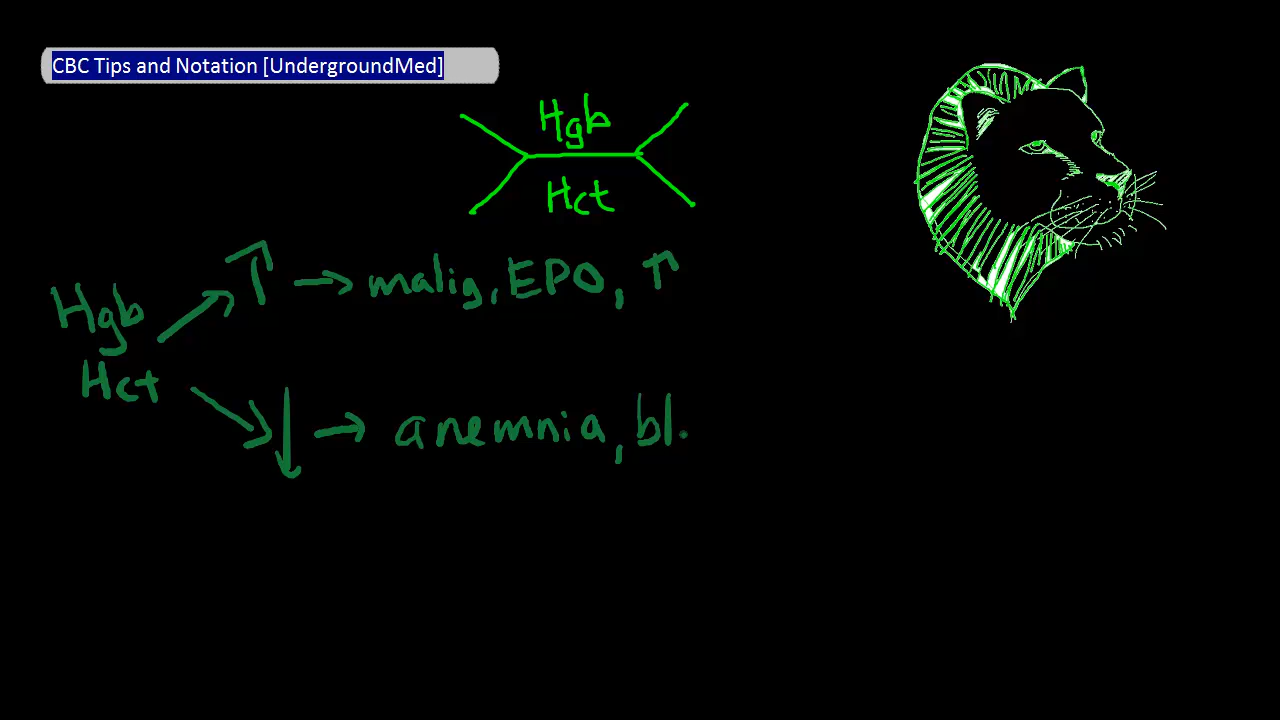 CBC Tips and Notation [UndergroundMed]
Hgb
Hct
Hgb ↑ → malig, EPO, ↑
Hct ↓ → anemnia, bl